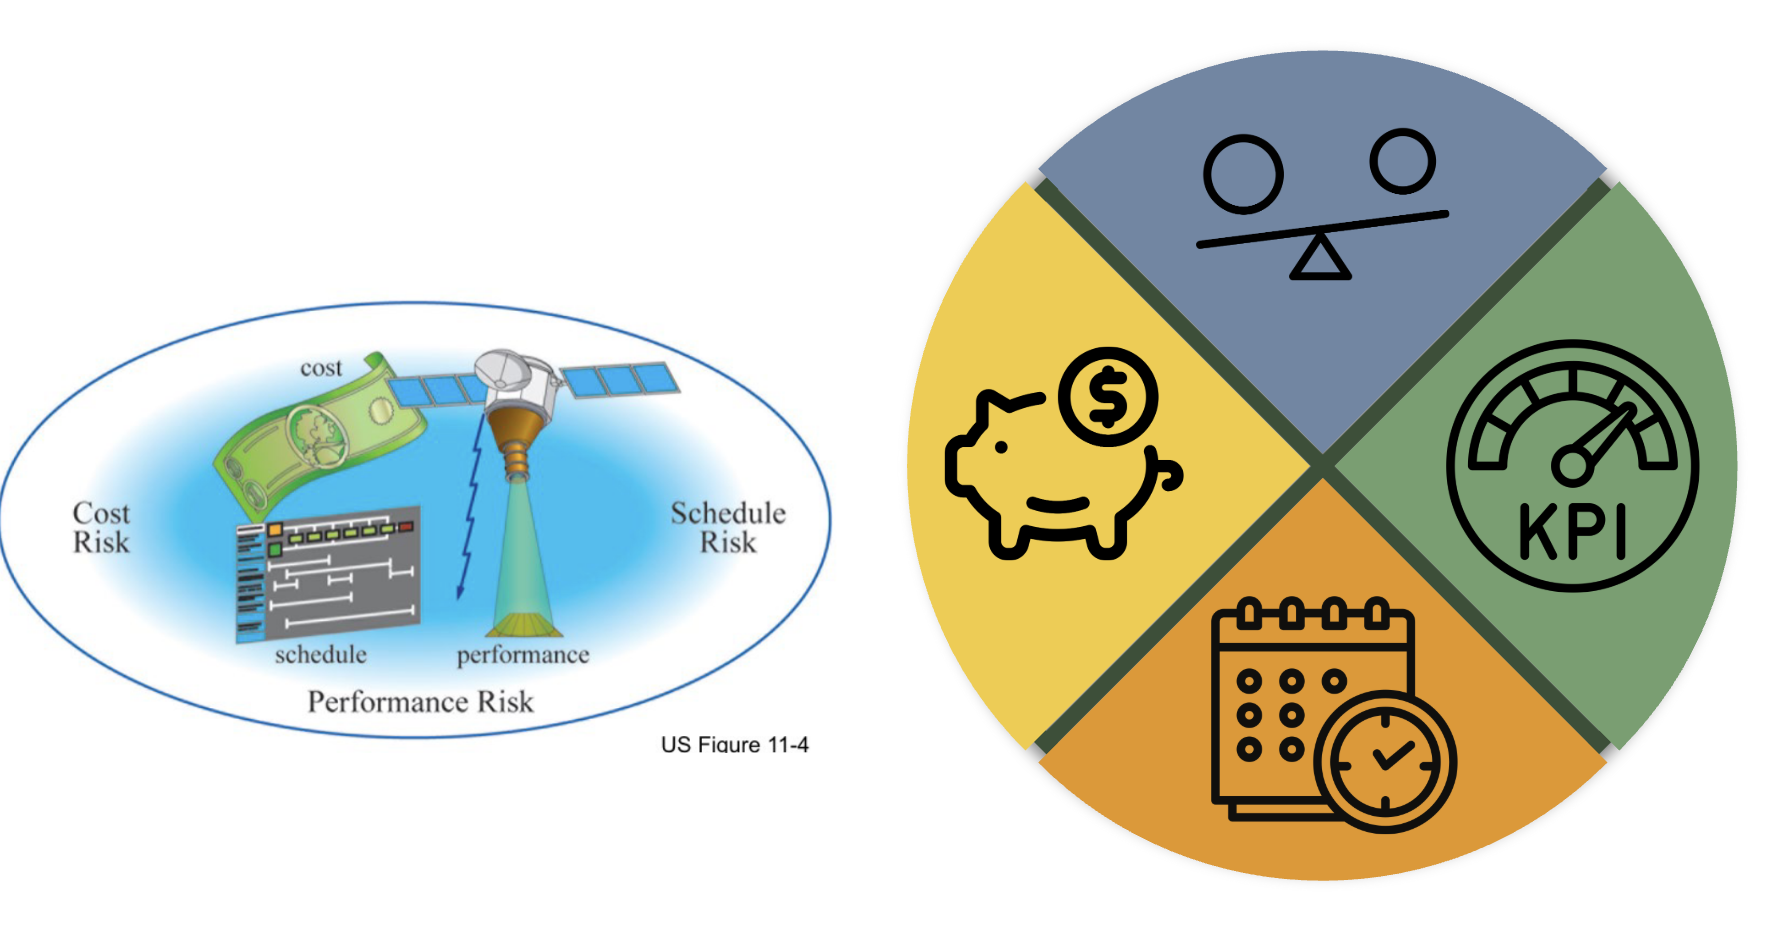 cost
Cost
Risk
Schedule
Risk
schedule
performance
Performance Risk
US Figure 11-4
$
KPI